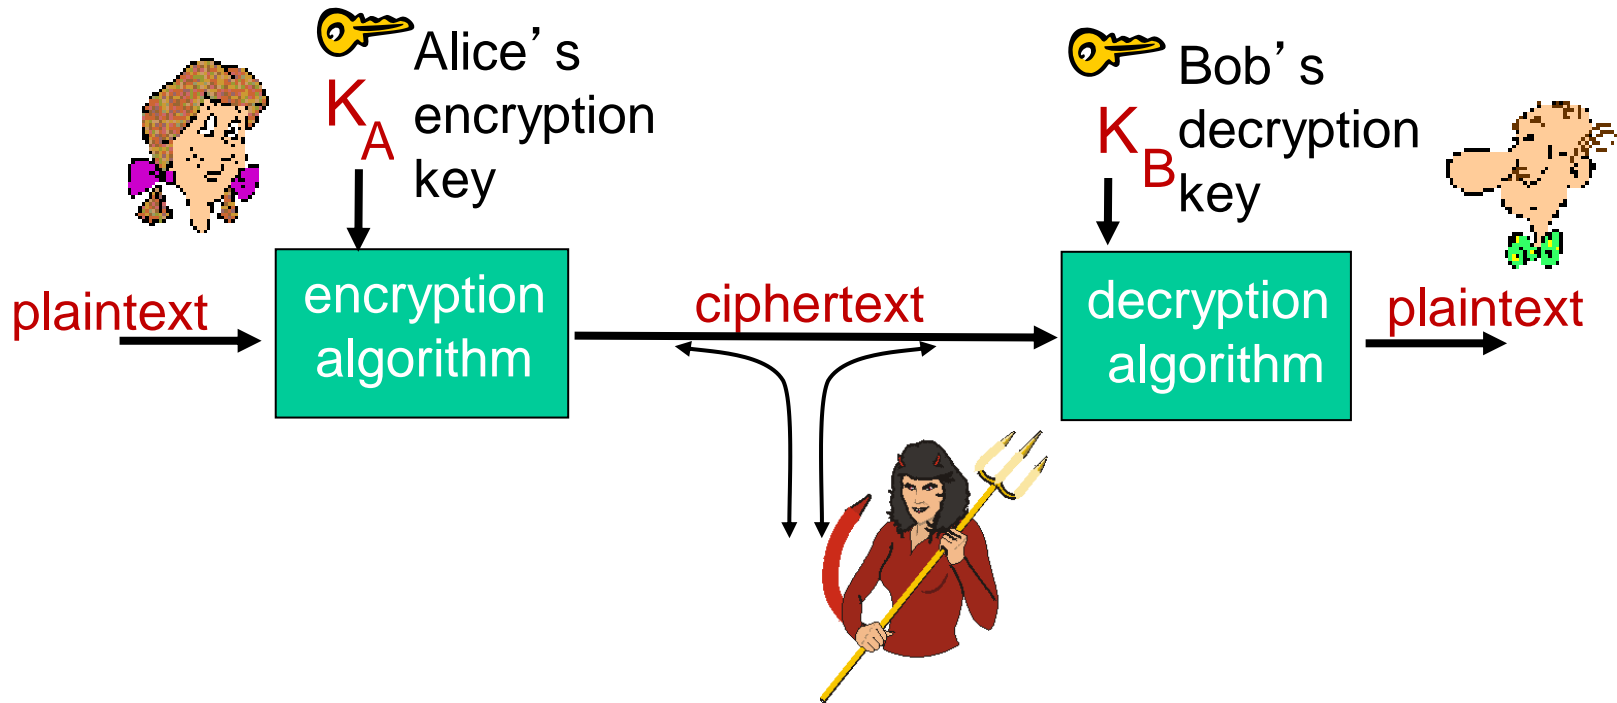 Alice’s
encryption
key
K
A
Bob’s
decryption
key
K
B
plaintext
encryption
algorithm
ciphertext
decryption
algorithm
plaintext